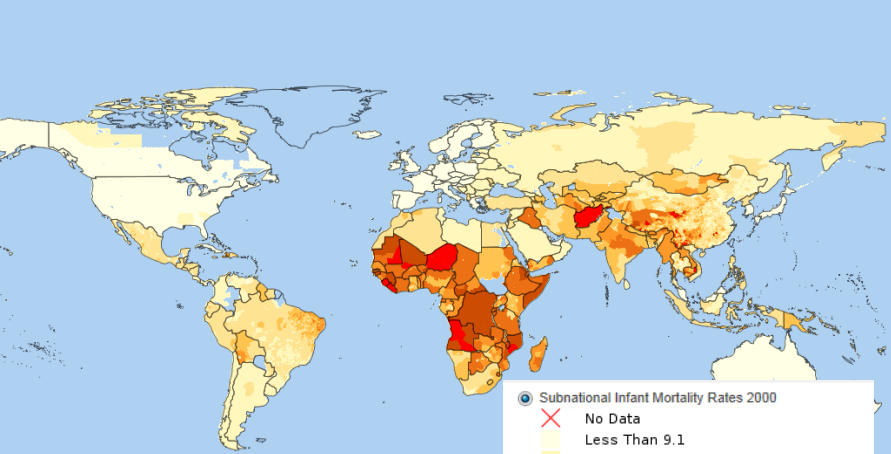 Subnational Infant Mortality Rates 2000
No Data
Less Than 9.1